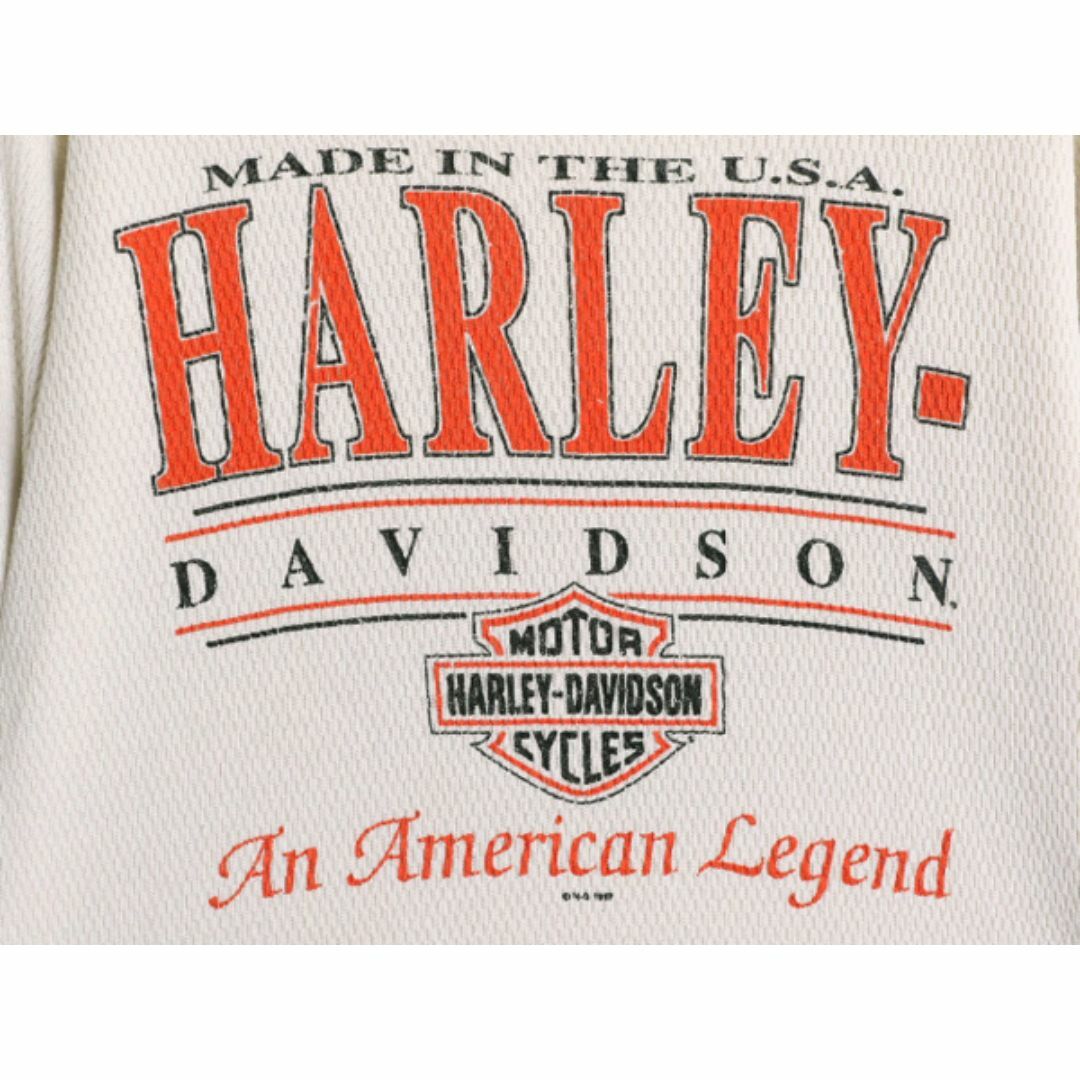 MADE IN THE U.S.A.
HARLEY-
DAVIDSON.
MOTOR
HARLEY-DAVIDSON
CYCLES
An American Legend